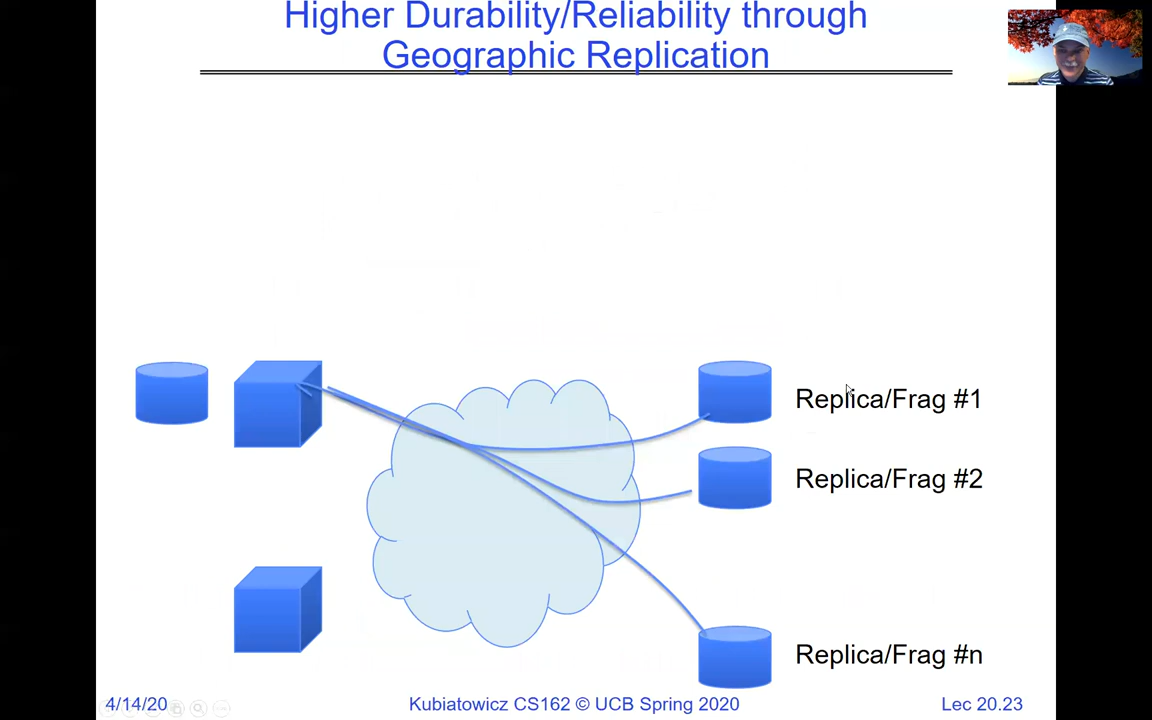 Higher Durability/Reliability through
Geographic Replication
Replica/Frag #1
Replica/Frag #2
Replica/Frag #n
4/14/20
Kubiatowicz CS162 © UCB Spring 2020
Lec 20.23